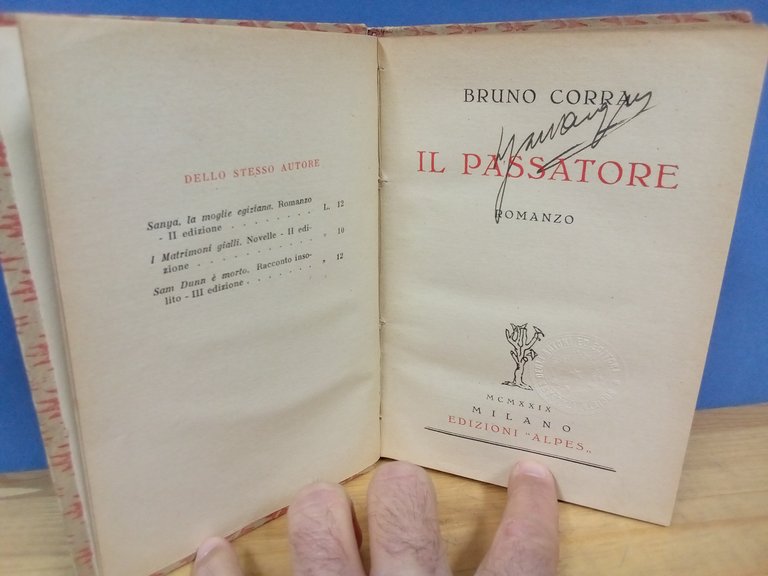 DELLO STESSO AUTORE
Sanya, la moglie egiziana. Romanzo
- II edizione . . . . . . . . L. 12
I Matrimoni gialli. Novelle - II edi-
zione . . . . . . . . . . . „ 10
Sam Dunn è morto. Racconto inso-
lito - III edizione . . . . . . „ 12
BRUNO CORRA
IL PASSATORE
ROMANZO
MCMXXIX
MILANO
EDIZIONI "ALPES„